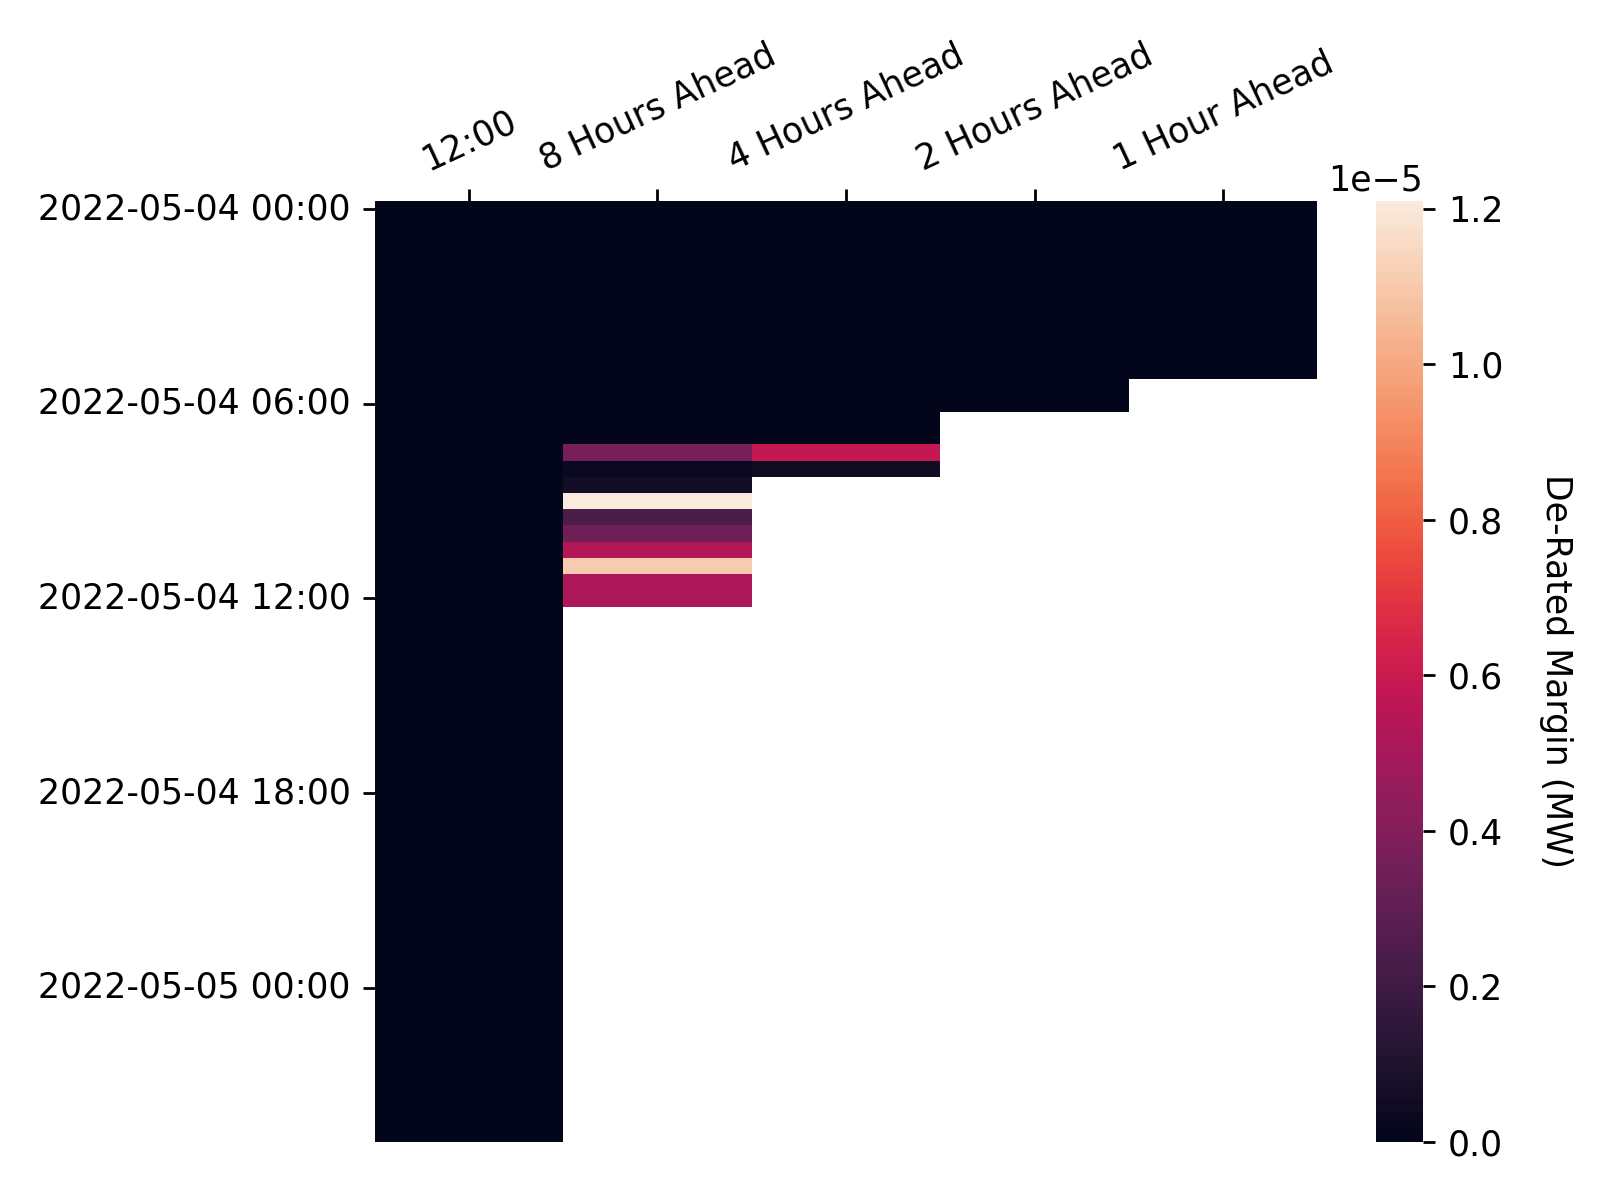 12:00
8 Hours Ahead
4 Hours Ahead
2 Hours Ahead
1 Hour Ahead
2022-05-04 00:00
2022-05-04 06:00
2022-05-04 12:00
2022-05-04 18:00
2022-05-05 00:00
1e−5
1.2
1.0
0.8
0.6
0.4
0.2
0.0
De-Rated Margin (MW)